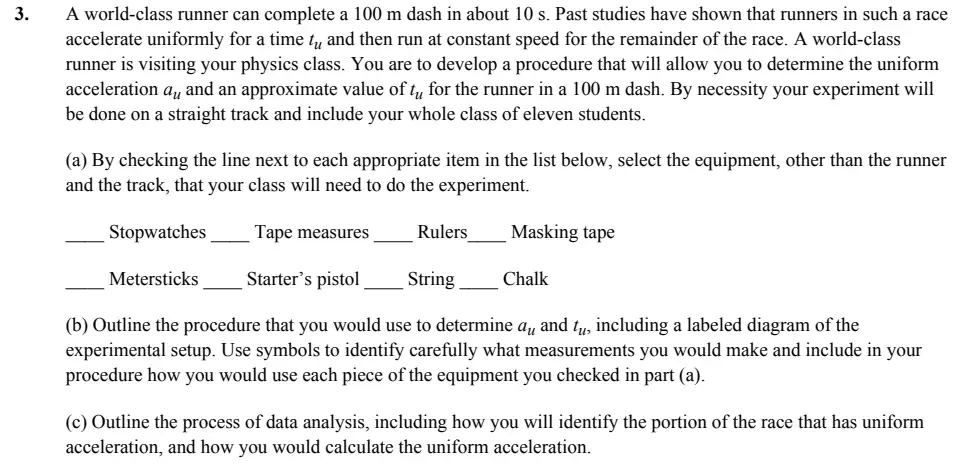 3. A world-class runner can complete a 100 m dash in about 10 s. Past studies have shown that runners in such a race
accelerate uniformly for a time tᵤ and then run at constant speed for the remainder of the race. A world-class
runner is visiting your physics class. You are to develop a procedure that will allow you to determine the uniform
acceleration aᵤ and an approximate value of tᵤ for the runner in a 100 m dash. By necessity your experiment will
be done on a straight track and include your whole class of eleven students.
(a) By checking the line next to each appropriate item in the list below, select the equipment, other than the runner
and the track, that your class will need to do the experiment.
____ Stopwatches ____ Tape measures ____ Rulers____ Masking tape
____ Metersticks ____ Starter’s pistol ____ String ____ Chalk
(b) Outline the procedure that you would use to determine aᵤ and tᵤ, including a labeled diagram of the
experimental setup. Use symbols to identify carefully what measurements you would make and include in your
procedure how you would use each piece of the equipment you checked in part (a).
(c) Outline the process of data analysis, including how you will identify the portion of the race that has uniform
acceleration, and how you would calculate the uniform acceleration.